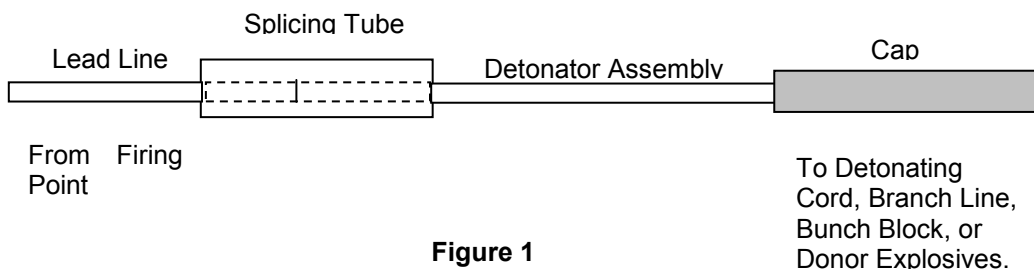 Splicing Tube
Lead Line
Detonator Assembly
Cap
From Firing
Point
To Detonating
Cord, Branch Line,
Bunch Block, or
Donor Explosives.
Figure 1